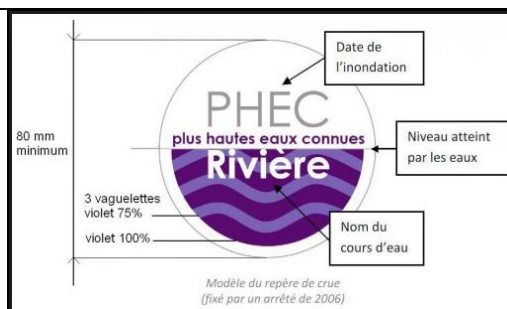 Date de
l'inondation
PHEC
plus hautes eaux connues
Rivière
80 mm
minimum
Niveau atteint
par les eaux
3 vaguelettes
violet 75%
violet 100%
Nom du
cours d'eau
Modèle du repère de crue
(fixé par un arrêté de 2006)